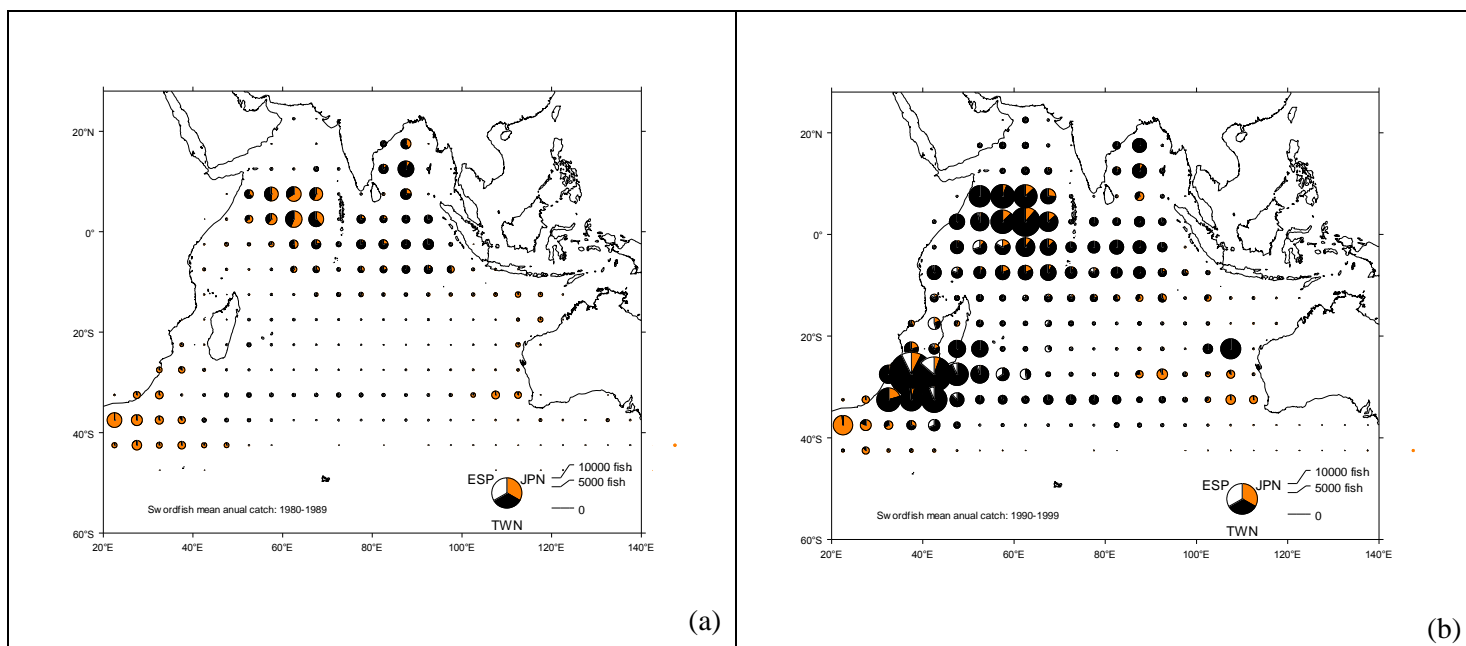 20°N
0°
20°S
40°S
60°S
20°E 40°E 60°E 80°E 100°E 120°E 140°E
ESP JPN
TWN
10000 fish
5000 fish
0
Swordfish mean anual catch: 1980-1989
(a)
20°N
0°
20°S
40°S
60°S
20°E 40°E 60°E 80°E 100°E 120°E 140°E
ESP JPN
TWN
10000 fish
5000 fish
0
Swordfish mean anual catch: 1990-1999
(b)